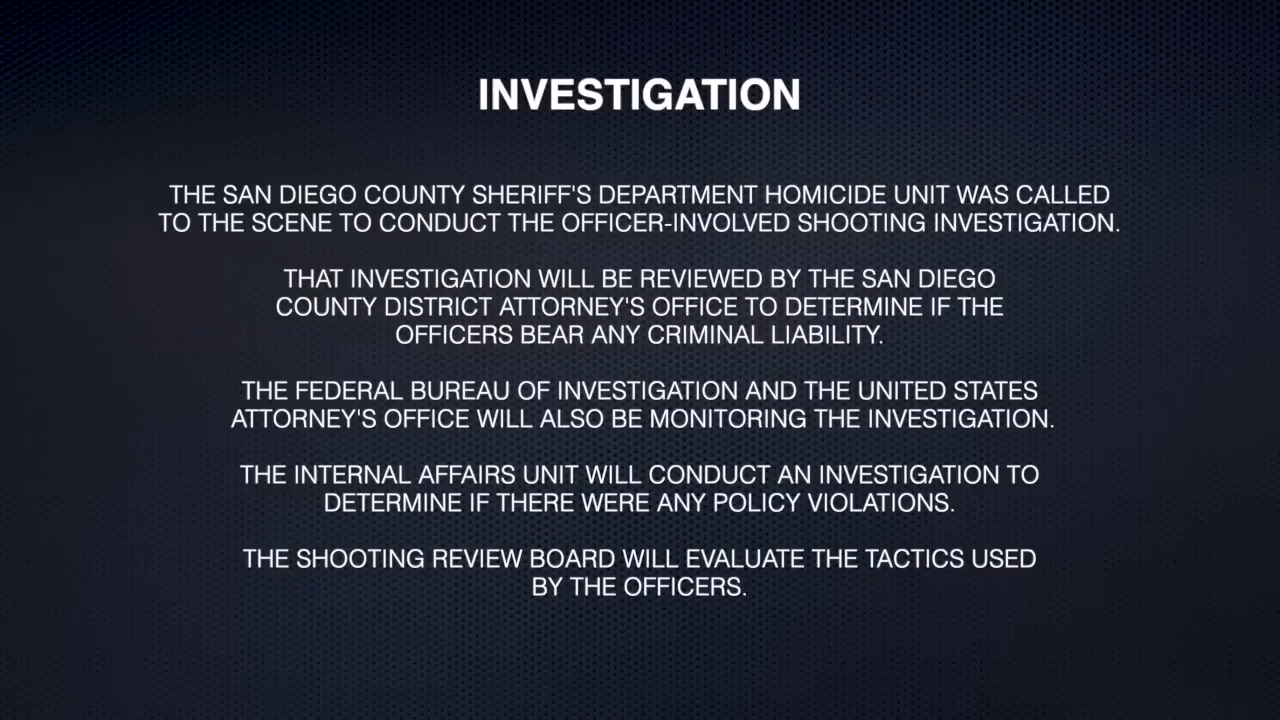 INVESTIGATION
THE SAN DIEGO COUNTY SHERIFF'S DEPARTMENT HOMICIDE UNIT WAS CALLED
TO THE SCENE TO CONDUCT THE OFFICER-INVOLVED SHOOTING INVESTIGATION.
THAT INVESTIGATION WILL BE REVIEWED BY THE SAN DIEGO
COUNTY DISTRICT ATTORNEY'S OFFICE TO DETERMINE IF THE
OFFICERS BEAR ANY CRIMINAL LIABILITY.
THE FEDERAL BUREAU OF INVESTIGATION AND THE UNITED STATES
ATTORNEY'S OFFICE WILL ALSO BE MONITORING THE INVESTIGATION.
THE INTERNAL AFFAIRS UNIT WILL CONDUCT AN INVESTIGATION TO
DETERMINE IF THERE WERE ANY POLICY VIOLATIONS.
THE SHOOTING REVIEW BOARD WILL EVALUATE THE TACTICS USED
BY THE OFFICERS.